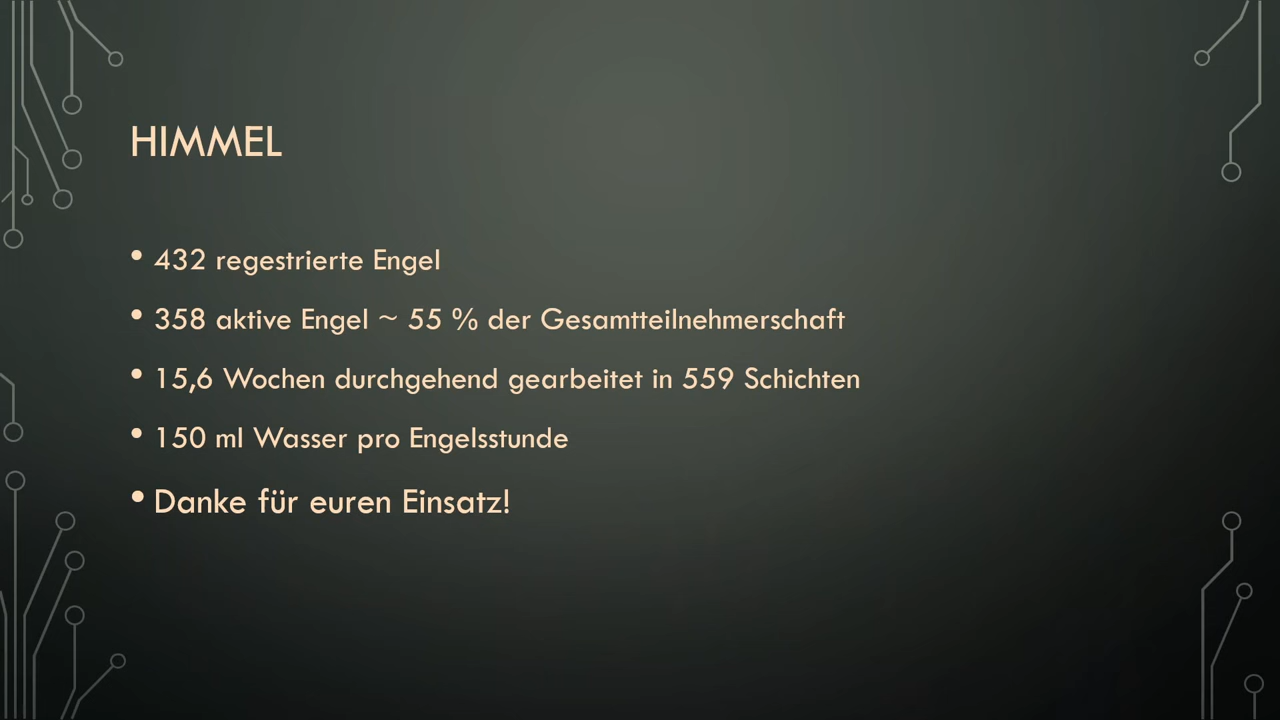 HIMMEL
• 432 regestrierte Engel
• 358 aktive Engel ~ 55 % der Gesamtteilnehmerschaft
• 15,6 Wochen durchgehend gearbeitet in 559 Schichten
• 150 ml Wasser pro Engelsstunde
• Danke für euren Einsatz!